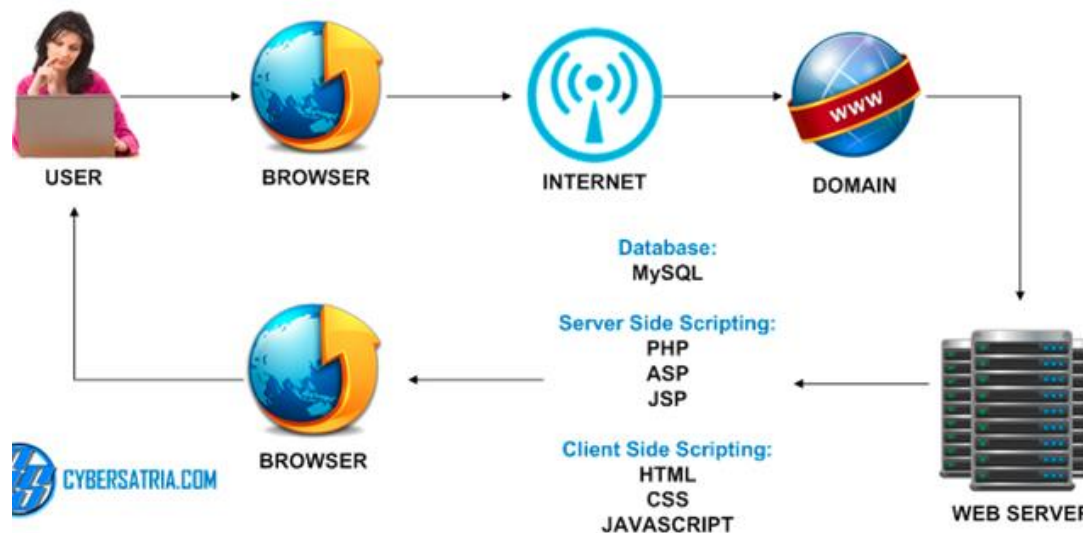 WWW
USER
BROWSER
INTERNET
DOMAIN
Database:
MySQL
Server Side Scripting:
PHP
ASP
JSP
Client Side Scripting:
HTML
CSS
JAVASCRIPT
BROWSER
WEB SERVER
CYBERSATRIA.COM